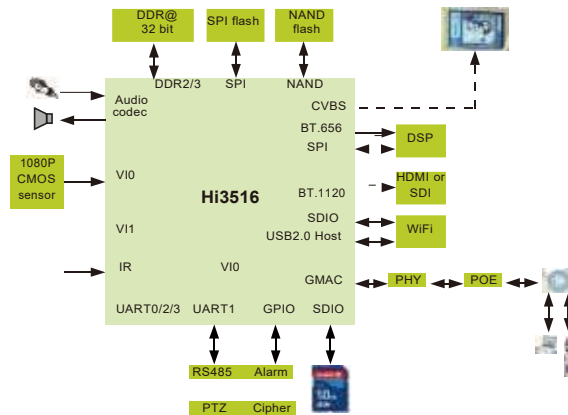 DDR@
32 bit
SPI flash
NAND
flash
DDR2/3
SPI
NAND
Audio
codec
CVBS
BT.656
SPI
DSP
1080P
CMOS
sensor
VI0
Hi3516
BT.1120
HDMI or
SDI
VI1
SDIO
USB2.0 Host
WiFi
IR
VI0
GMAC
PHY
POE
UART0/2/3
UART1
GPIO
SDIO
RS485
Alarm
PTZ
Cipher